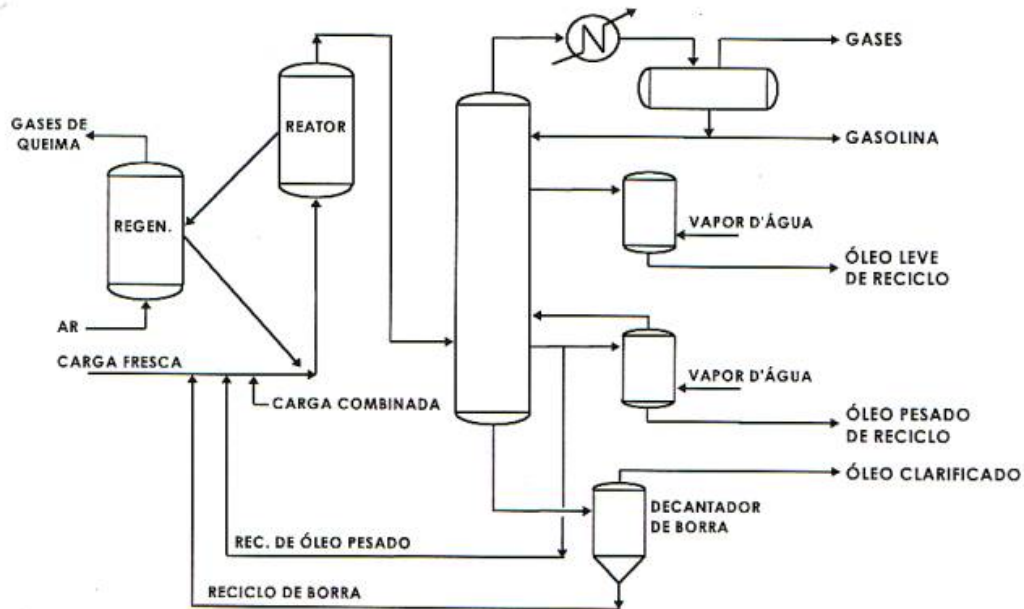 GASES
GASOLINA
REATOR
GASES DE
QUEIMA
REGEN.
VAPOR D'ÁGUA
ÓLEO LEVE
DE RECICLO
AR
CARGA FRESCA
CARGA COMBINADA
VAPOR D'ÁGUA
ÓLEO PESADO
DE RECICLO
ÓLEO CLARIFICADO
DECANTADOR
DE BORRA
REC. DE ÓLEO PESADO
RECICLO DE BORRA